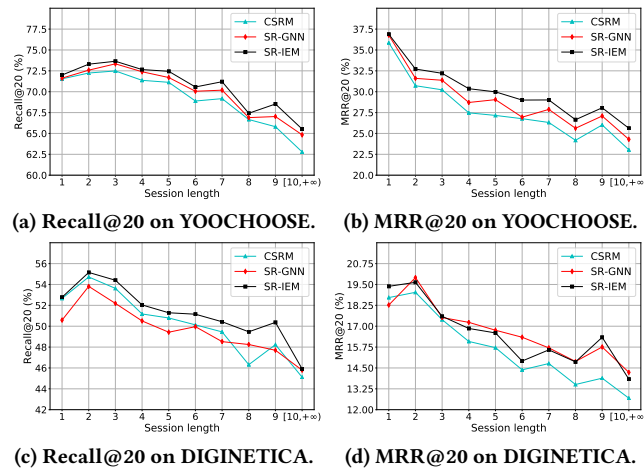 77.5
75.0
72.5
70.0
67.5
65.0
62.5
60.0
Recall@20 (%)
CSRM
SR-GNN
SR-IEM
1 2 3 4 5 6 7 8 9 [10,+∞)
Session length
(a) Recall@20 on YOOCHOOSE.
37.5
35.0
32.5
30.0
27.5
25.0
22.5
20.0
MRR@20 (%)
CSRM
SR-GNN
SR-IEM
1 2 3 4 5 6 7 8 9 [10,+∞)
Session length
(b) MRR@20 on YOOCHOOSE.
56
54
52
50
48
46
44
42
Recall@20 (%)
CSRM
SR-GNN
SR-IEM
1 2 3 4 5 6 7 8 9 [10,+∞)
Session length
(c) Recall@20 on DIGINETICA.
20.75
19.50
18.25
17.00
15.75
14.50
13.25
12.00
MRR@20 (%)
CSRM
SR-GNN
SR-IEM
1 2 3 4 5 6 7 8 9 [10,+∞)
Session length
(d) MRR@20 on DIGINETICA.